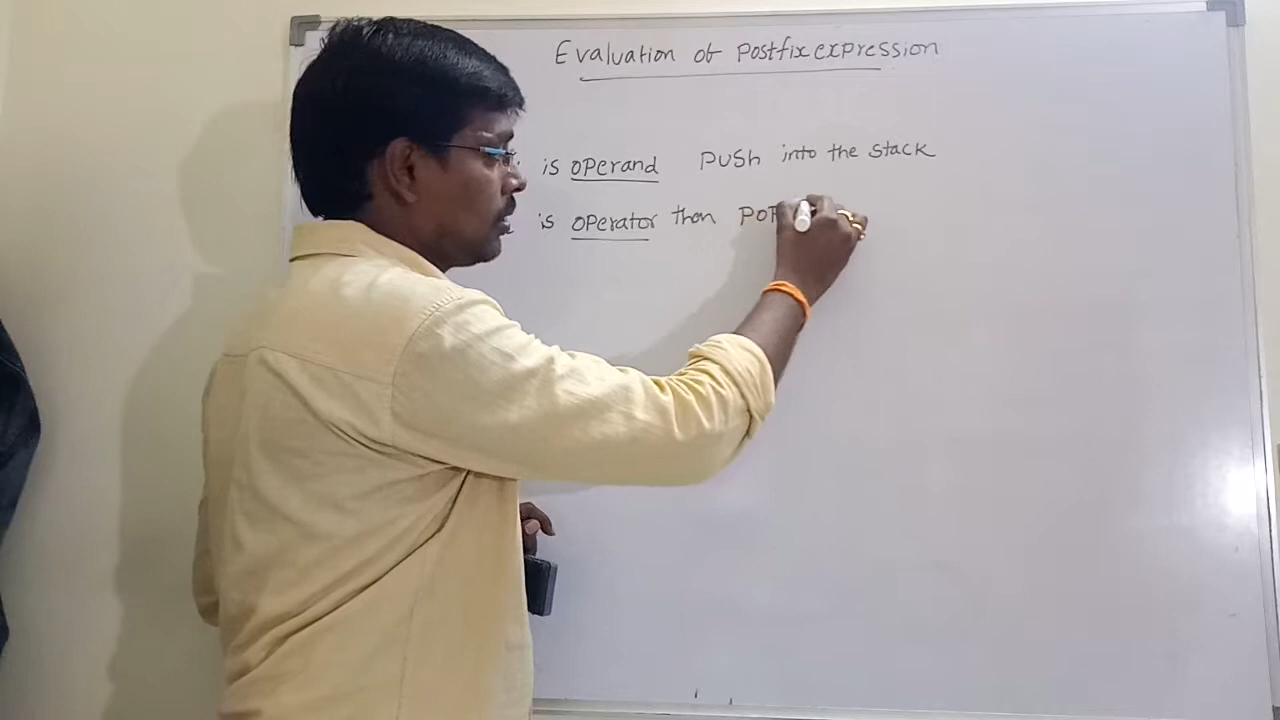 Evaluation of Postfix expression
is operand PUSH into the stack
is operator then POP